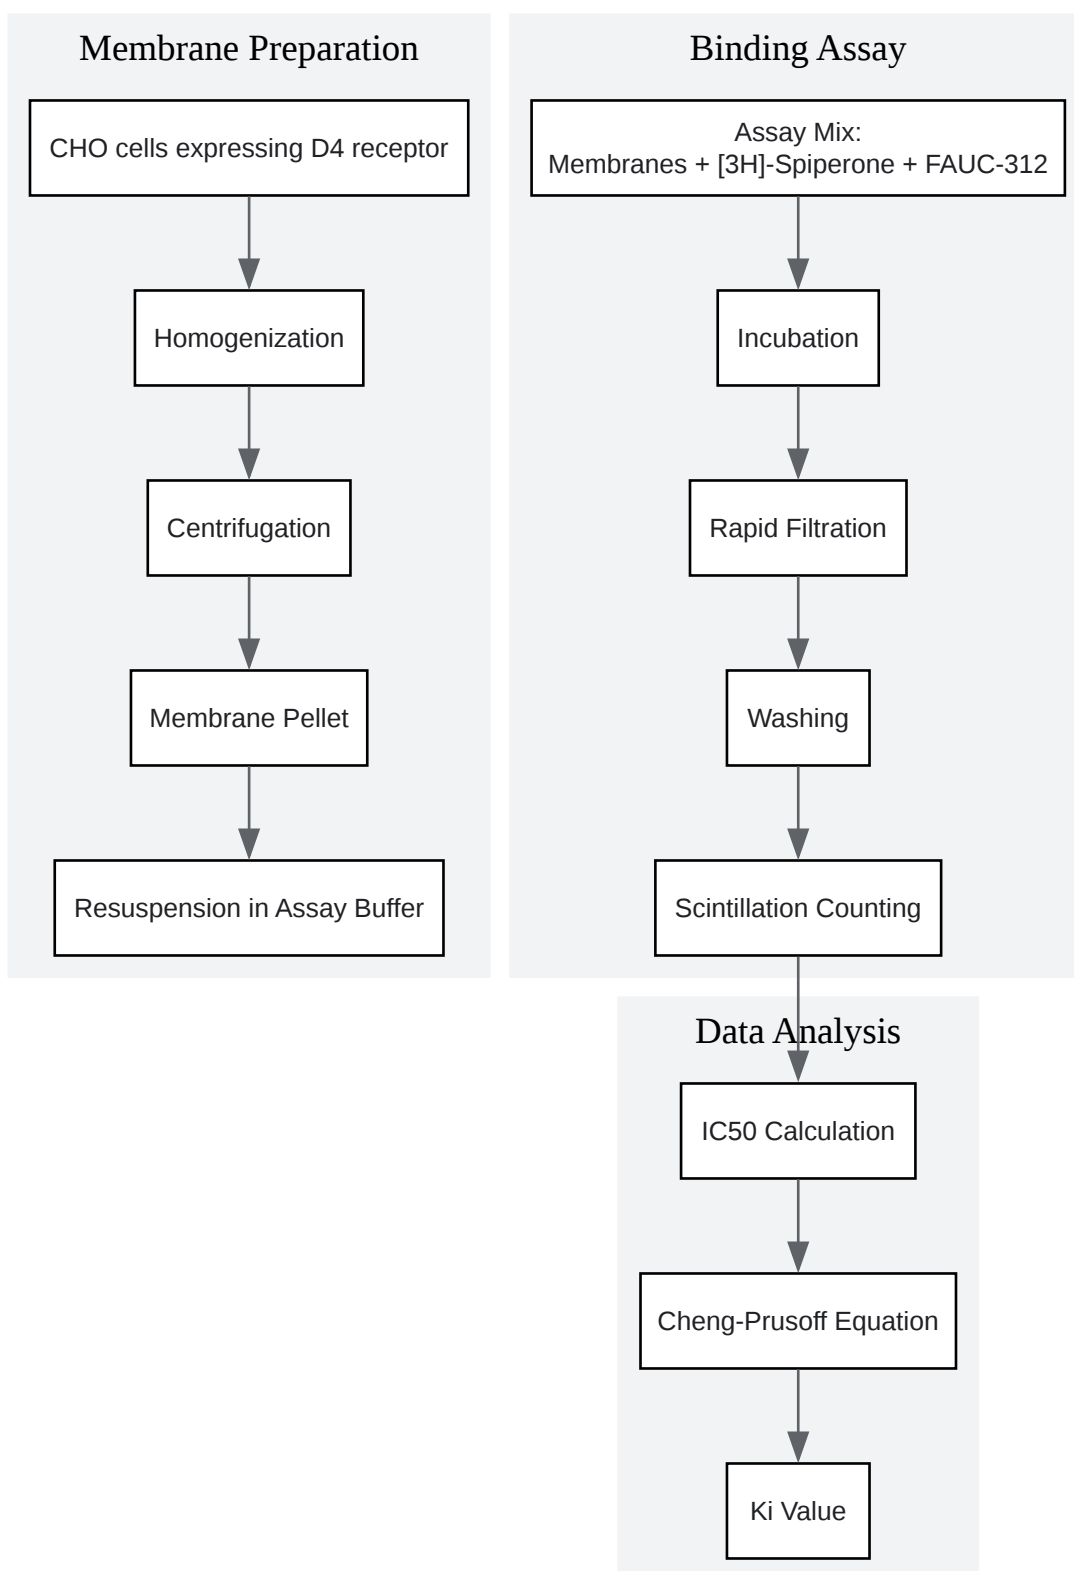 Membrane Preparation
CHO cells expressing D4 receptor
Homogenization
Centrifugation
Membrane Pellet
Resuspension in Assay Buffer
Binding Assay
Assay Mix:
Membranes + [3H]-Spiperone + FAUC-312
Incubation
Rapid Filtration
Washing
Scintillation Counting
Data Analysis
IC50 Calculation
Cheng-Prusoff Equation
Ki Value